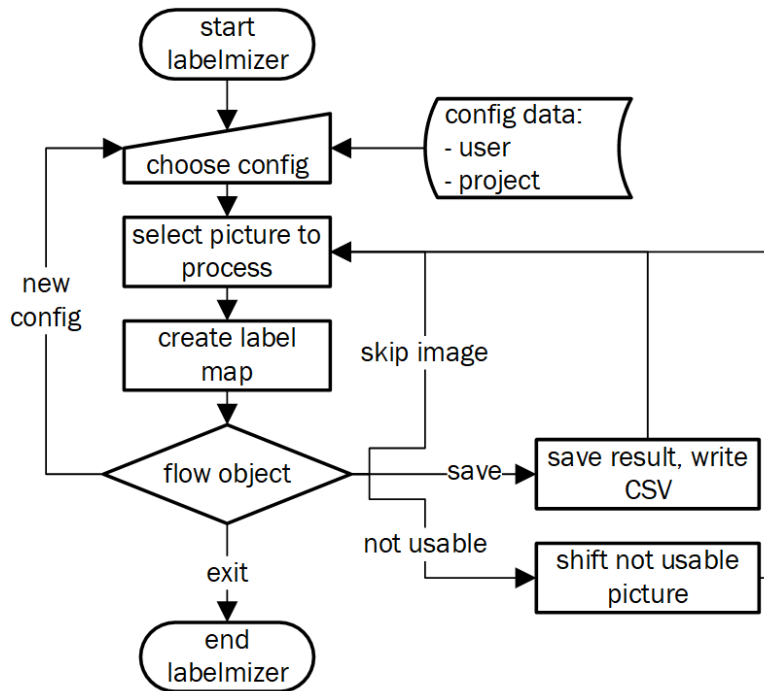 start
labelmizer
config data:
- user
- project
choose config
select picture to
process
new
config
create label
map
skip image
flow object
save
save result, write
CSV
not usable
shift not usable
picture
exit
end
labelmizer